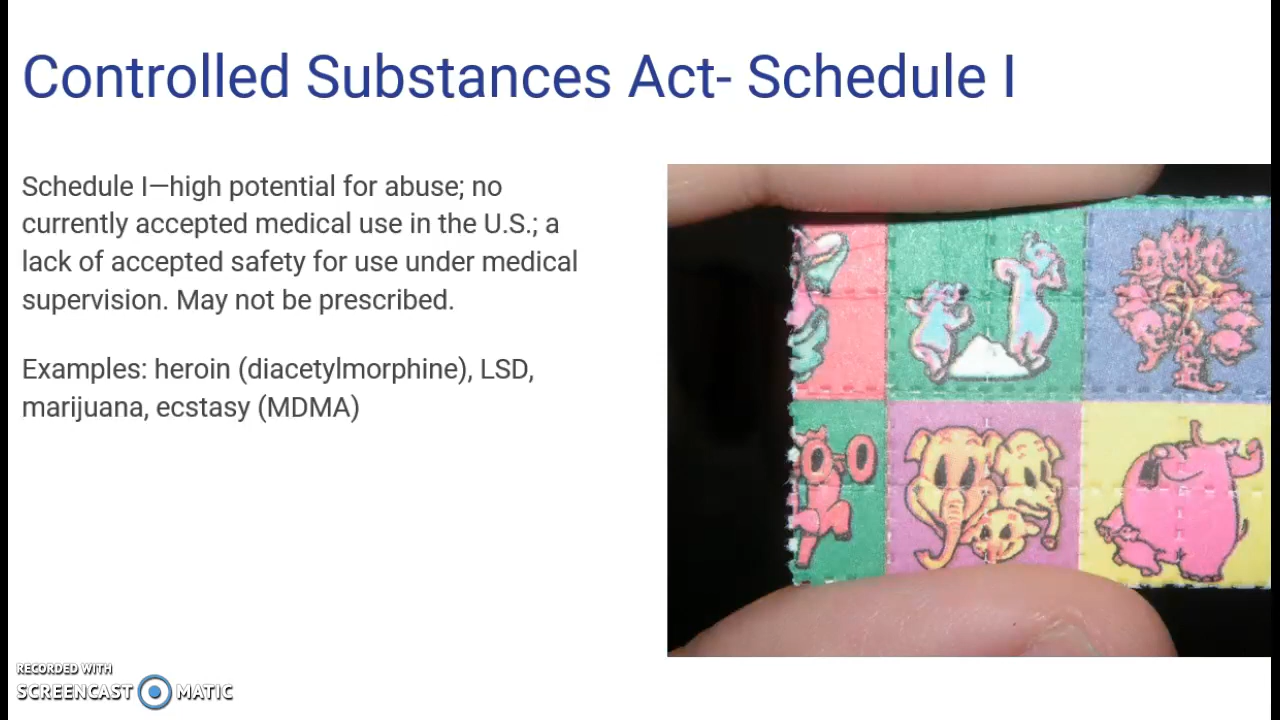 Controlled Substances Act- Schedule I
Schedule I—high potential for abuse; no
currently accepted medical use in the U.S.; a
lack of accepted safety for use under medical
supervision. May not be prescribed.
Examples: heroin (diacetylmorphine), LSD,
marijuana, ecstasy (MDMA)
RECORDED WITH
SCREENCAST MATIC